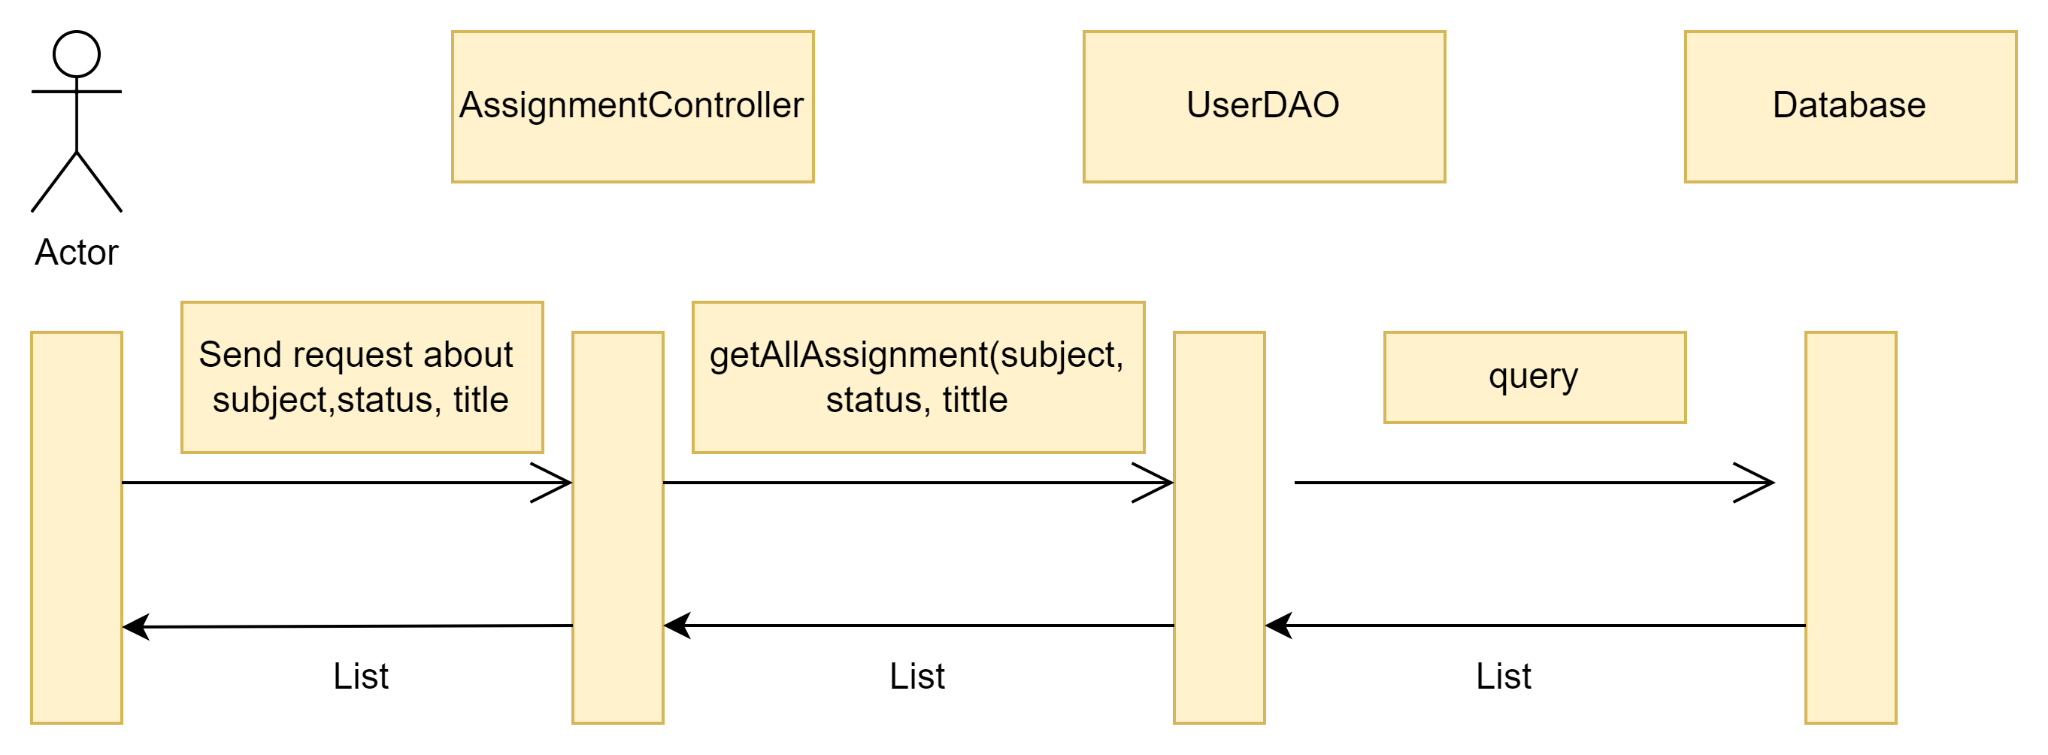 AssignmentController
UserDAO
Database
Actor
Send request about
subject,status, title
getAllAssignment(subject,
status, tittle
query
List
List
List